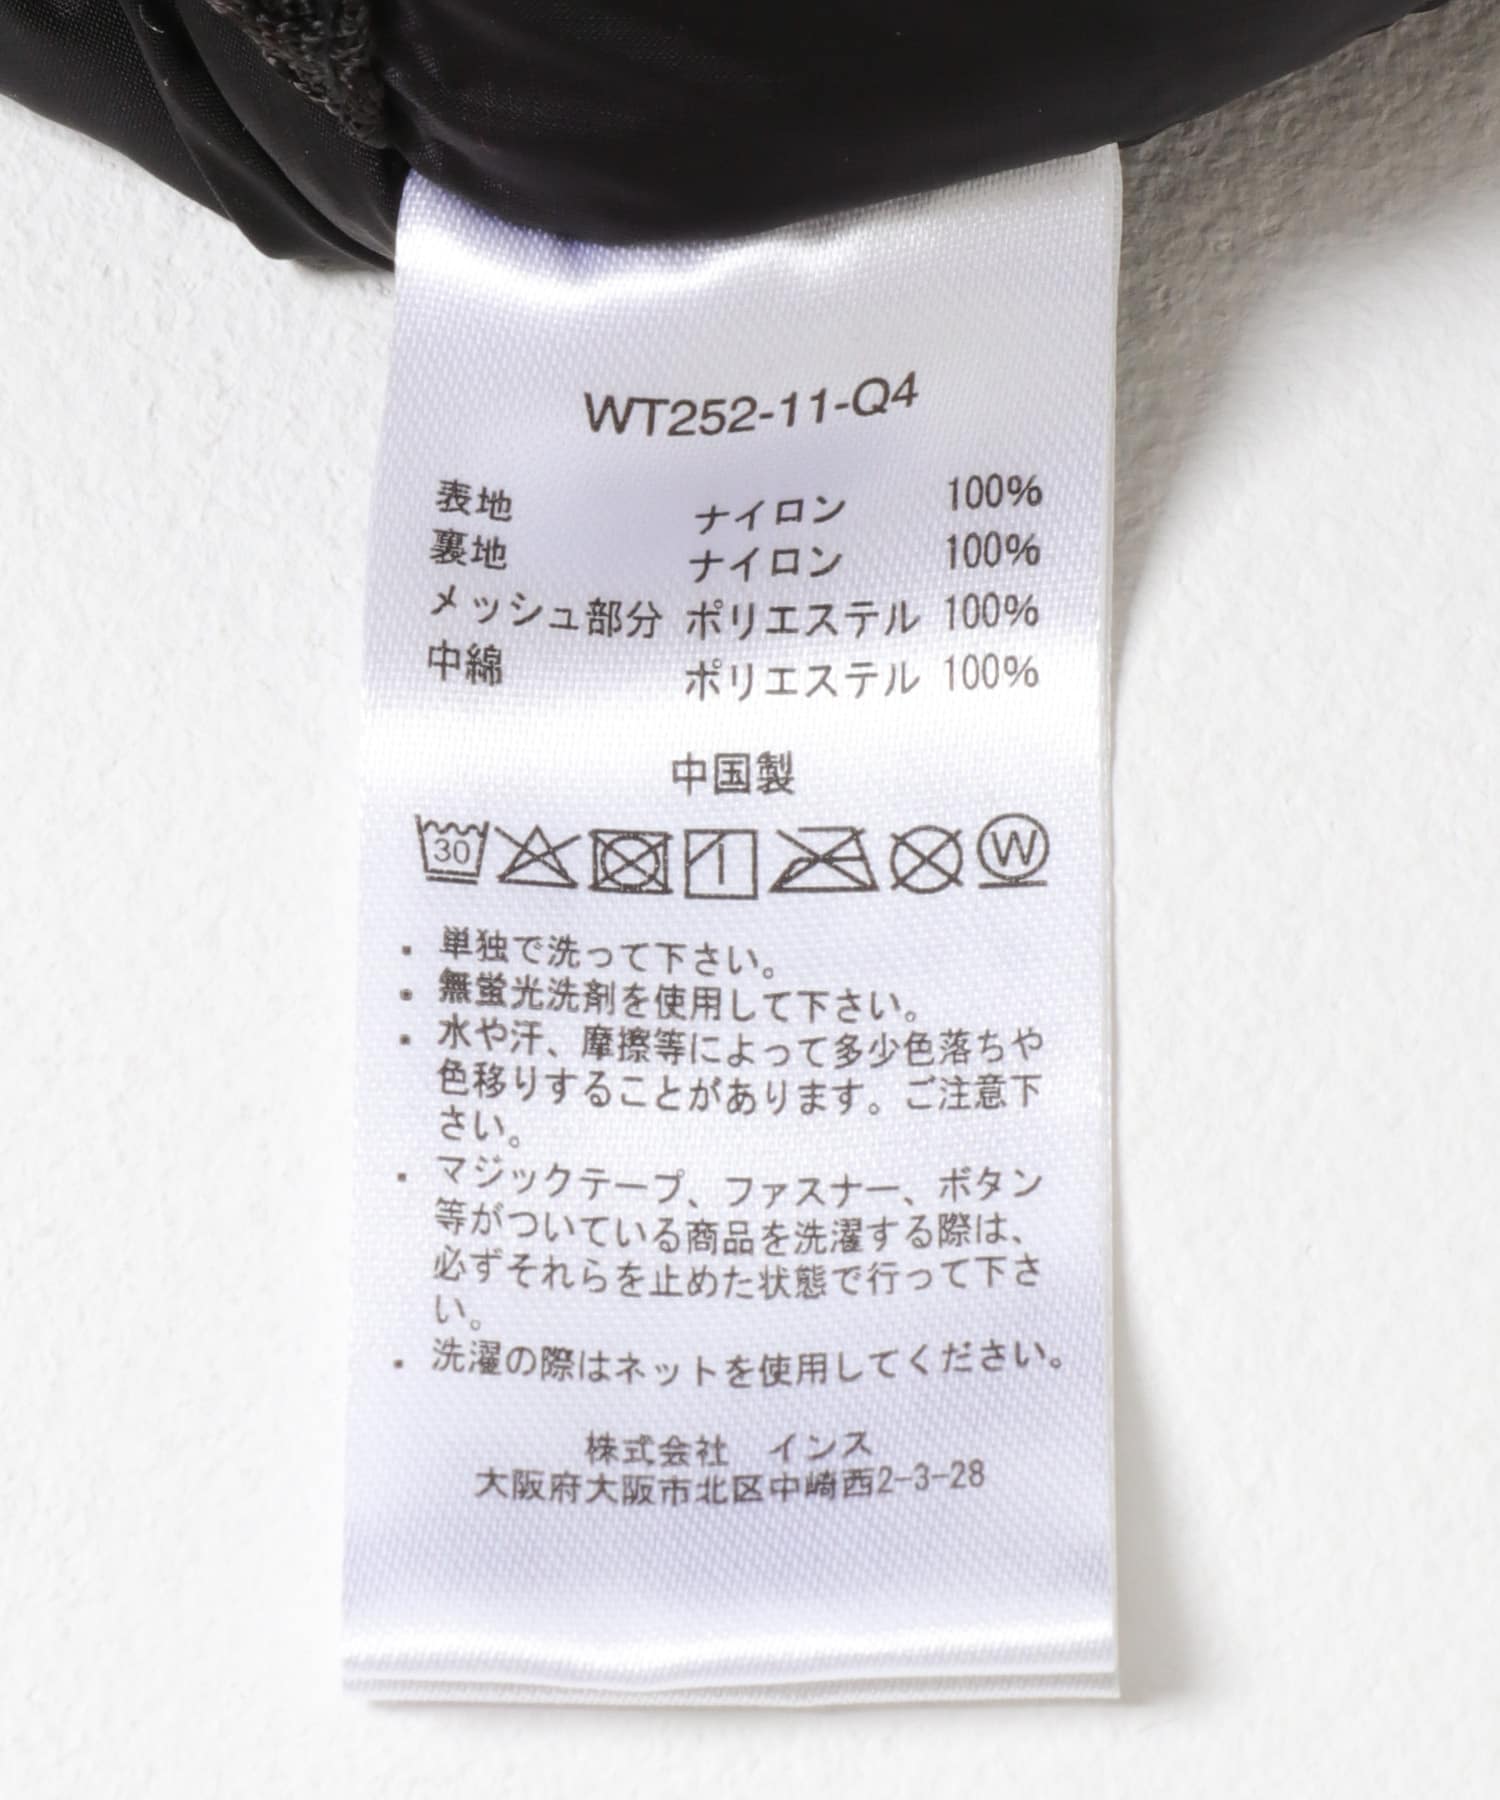 WT252-11-Q4
表地 ナイロン 100%
裏地 ナイロン 100%
メッシュ部分 ポリエステル 100%
中綿 ポリエステル 100%
中国製
30 W
・単独で洗って下さい。
・無蛍光洗剤を使用して下さい。
・水や汗、摩擦等によって多少色落ちや
色移りすることがあります。ご注意下
さい。
・マジックテープ、ファスナー、ボタン
等がついている商品を洗濯する際は、
必ずそれらを止めた状態で行って下さ
い。
・洗濯の際はネットを使用してください。
株式会社 インス
大阪府大阪市北区中崎西2-3-28